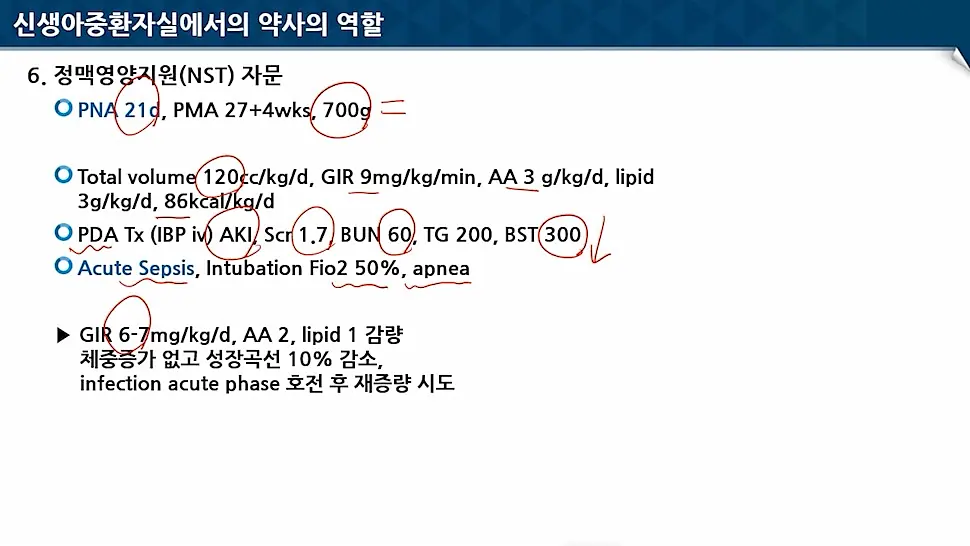 신생아중환자실에서의 약사의 역할
6. 정맥영양지원(NST) 자문
PNA 21d, PMA 27+4wks, 700g
Total volume 120cc/kg/d, GIR 9mg/kg/min, AA 3 g/kg/d, lipid
3g/kg/d, 86kcal/kg/d
PDA Tx (IBP iv) AKI, Scr 1.7, BUN 60, TG 200, BST 300
Acute Sepsis, Intubation Fio2 50%, apnea
▶ GIR 6-7mg/kg/d, AA 2, lipid 1 감량
체중증가 없고 성장곡선 10% 감소,
infection acute phase 호전 후 재증량 시도